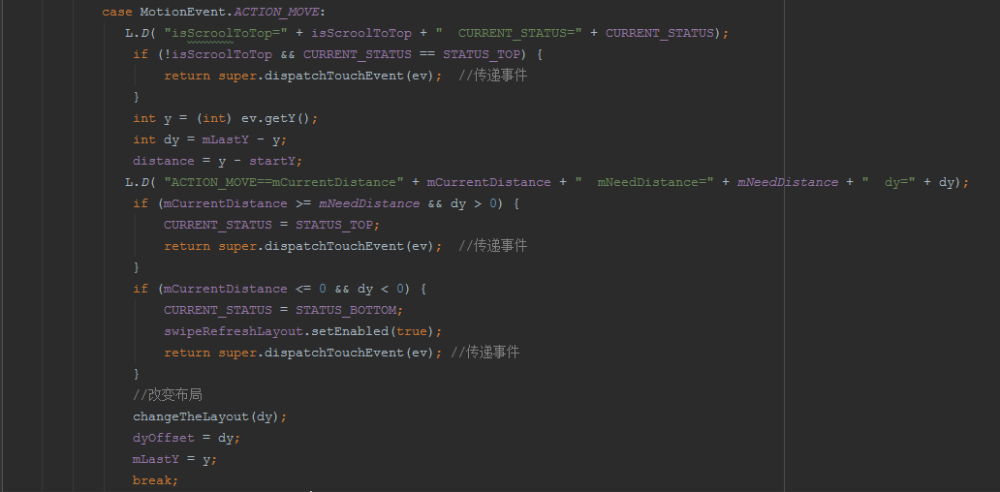 case MotionEvent.ACTION_MOVE:
L.D( "isScroolToTop=" + isScroolToTop + "  CURRENT_STATUS=" + CURRENT_STATUS);
if (!isScroolToTop && CURRENT_STATUS == STATUS_TOP) {
return super.dispatchTouchEvent(ev);  //传递事件
}
int y = (int) ev.getY();
int dy = mLastY - y;
distance = y - startY;
L.D( "ACTION_MOVE==mCurrentDistance" + mCurrentDistance + "  mNeedDistance=" + mNeedDistance + "  dy=" + dy);
if (mCurrentDistance >= mNeedDistance && dy > 0) {
CURRENT_STATUS = STATUS_TOP;
return super.dispatchTouchEvent(ev);  //传递事件
}
if (mCurrentDistance <= 0 && dy < 0) {
CURRENT_STATUS = STATUS_BOTTOM;
swipeRefreshLayout.setEnabled(true);
return super.dispatchTouchEvent(ev); //传递事件
}
//改变布局
changeTheLayout(dy);
dyOffset = dy;
mLastY = y;
break;